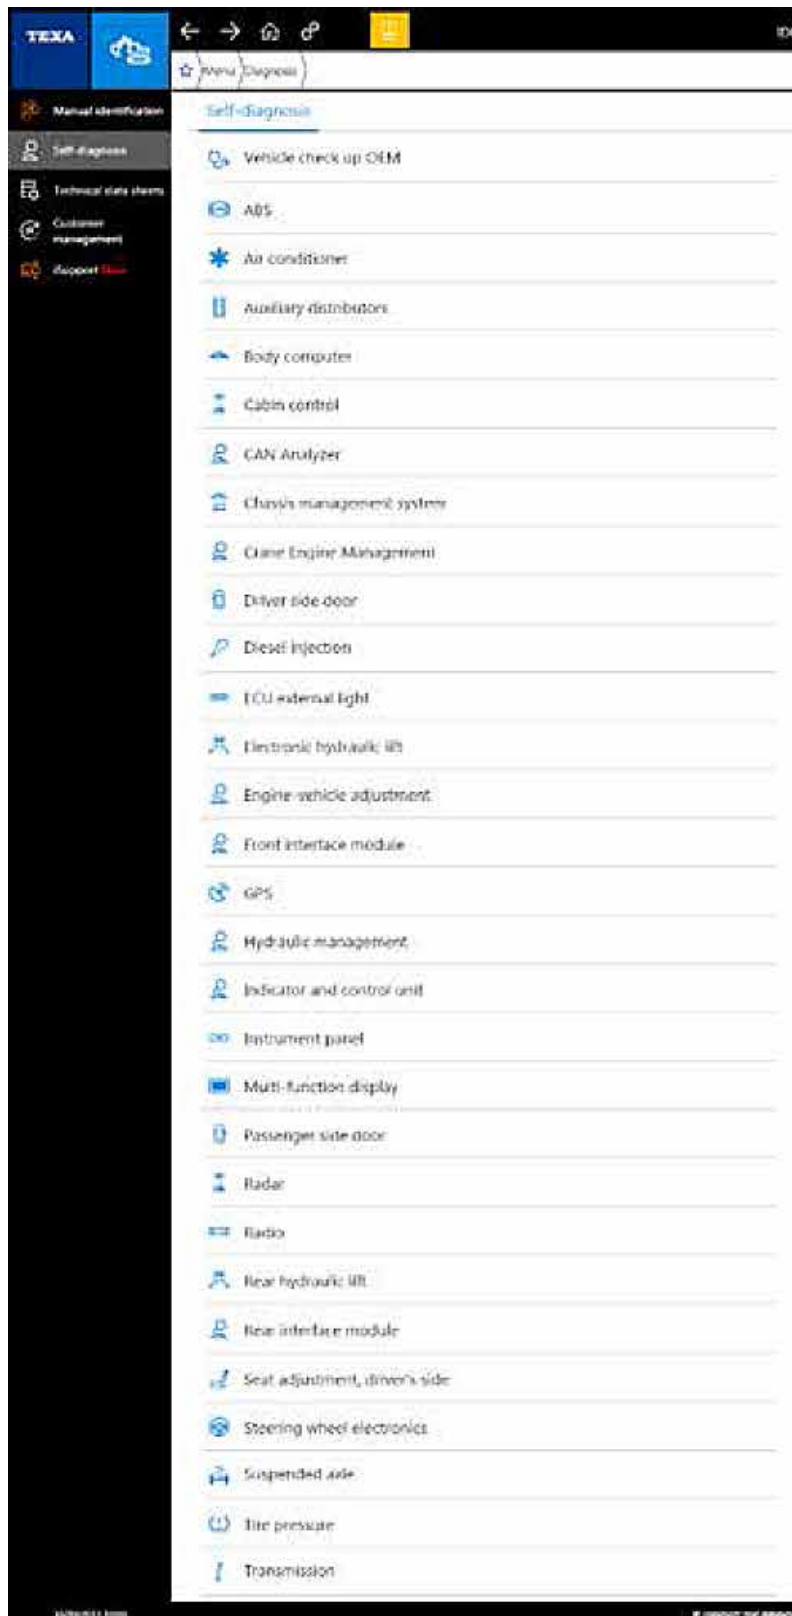 TEXA
Menu
Diagnosis
Manual identification
Self-diagnosis
Technical data sheets
Customer
management
iSupport
Self-diagnosis
Vehicle check up OEM
ABS
Air conditioner
Auxiliary distributors
Body computer
Cabin control
CAN Analyzer
Chassis management system
Crane Engine Management
Driver side door
Diesel injection
ECU external light
Electronic hydraulic lift
Engine-vehicle adjustment
Front interface module
GPS
Hydraulic management
Indicator and control unit
Instrument panel
Multi-function display
Passenger side door
Radar
Radio
Rear hydraulic lift
Rear interface module
Seat adjustment, driver's side
Steering wheel electronics
Suspended axle
Tire pressure
Transmission